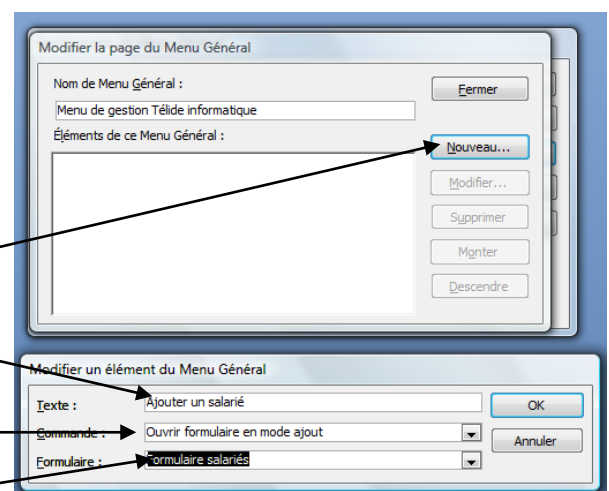 Modifier la page du Menu Général
Nom de Menu Général :
Fermer
Menu de gestion Télide informatique
Éléments de ce Menu Général :
Nouveau...
Modifier...
Supprimer
Monter
Descendre
Modifier un élément du Menu Général
Texte :
Ajouter un salarié
OK
Commande :
Ouvrir formulaire en mode ajout
Annuler
Formulaire :
Formulaire salariés